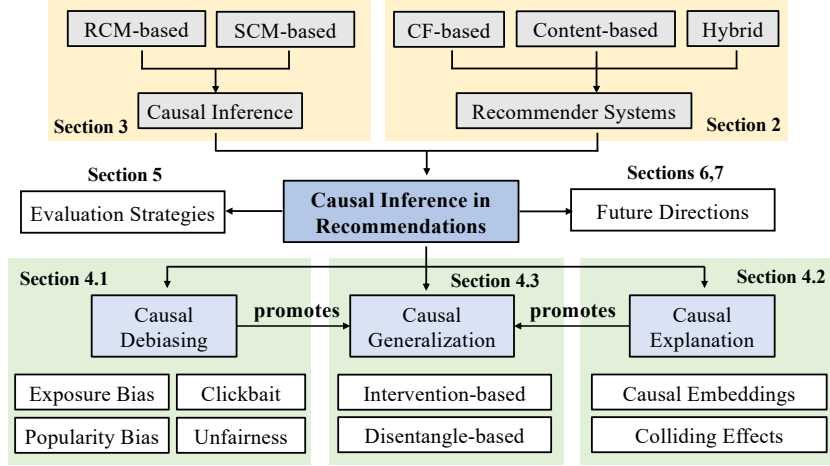 RCM-based
SCM-based
CF-based
Content-based
Hybrid
Section 3
Causal Inference
Recommender Systems
Section 2
Section 5
Sections 6,7
Evaluation Strategies
Causal Inference in
Recommendations
Future Directions
Section 4.1
Section 4.3
Section 4.2
Causal
Debiasing
promotes
Causal
Generalization
promotes
Causal
Explanation
Exposure Bias
Clickbait
Popularity Bias
Unfairness
Intervention-based
Disentangle-based
Causal Embeddings
Colliding Effects